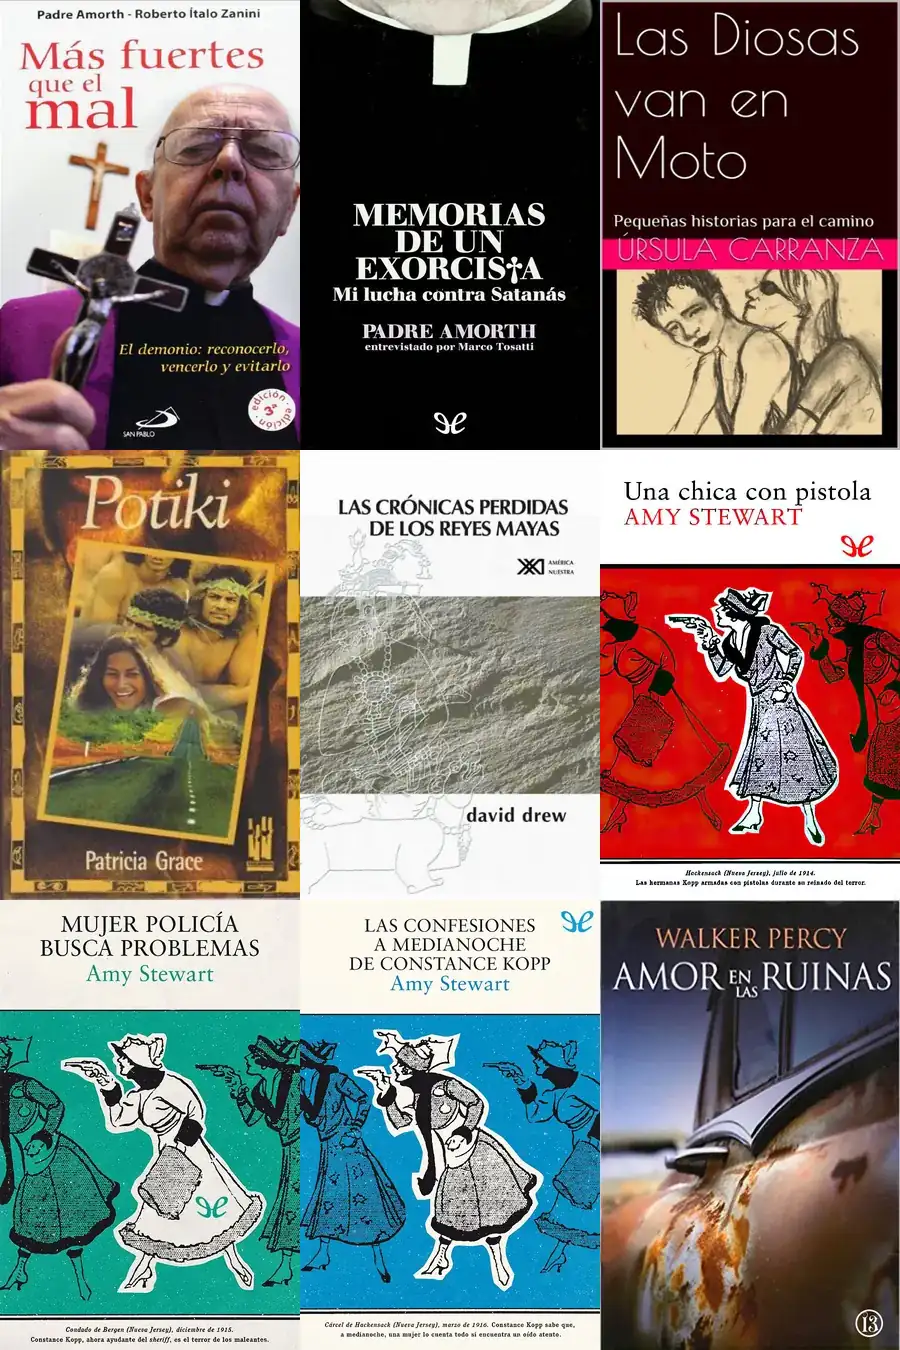 Padre Amorth - Roberto Ítalo Zanini
Más fuertes
que el
mal
El demonio: reconocerlo,
vencerlo y evitarlo
SAN PABLO
edición
3ª
edición
MEMORIAS
DE UN
EXORCISTA
Mi lucha contra Satanás
PADRE AMORTH
entrevistado por Marco Tosatti
Las Diosas
van en
Moto
Pequeñas historias para el camino
ÚRSULA CARRANZA
Potiki
Patricia Grace
LAS CRÓNICAS PERDIDAS
DE LOS REYES MAYAS
AMÉRICA
NUESTRA
david drew
Una chica con pistola
AMY STEWART
Hackensack (Nueva Jersey), julio de 1914.
Las hermanas Kopp armadas con pistolas durante su reinado del terror.
MUJER POLICÍA
BUSCA PROBLEMAS
Amy Stewart
Condado de Bergen (Nueva Jersey), diciembre de 1915.
Constance Kopp, ahora ayudante del sheriff, es el terror de los maleantes.
LAS CONFESIONES
A MEDIANOCHE
DE CONSTANCE KOPP
Amy Stewart
Cárcel de Hackensack (Nueva Jersey), marzo de 1916. Constance Kopp sabe que,
a medianoche, una mujer lo cuenta todo si encuentra un oído atento.
WALKER PERCY
AMOR EN LAS RUINAS
13